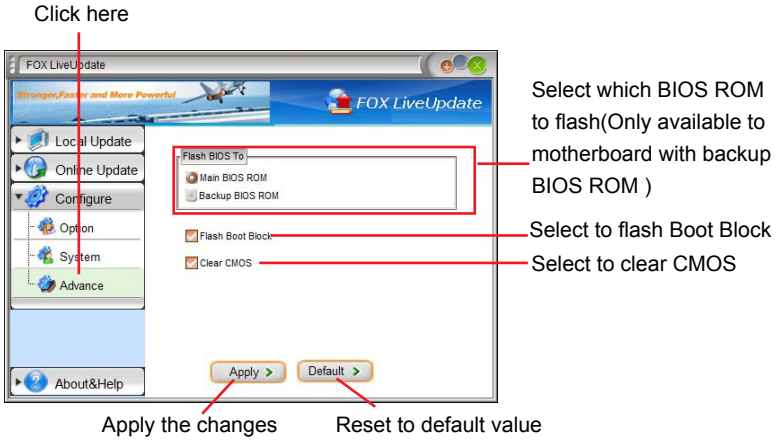 Click here
FOX LiveUpdate
Stronger,Faster and More Powerful
FOX LiveUpdate
Local Update
Online Update
Configure
Option
System
Advance
About&Help
Flash BIOS To
Main BIOS ROM
Backup BIOS ROM
Flash Boot Block
Clear CMOS
Apply
Default
Select which BIOS ROM
to flash(Only available to
motherboard with backup
BIOS ROM )
Select to flash Boot Block
Select to clear CMOS
Apply the changes
Reset to default value